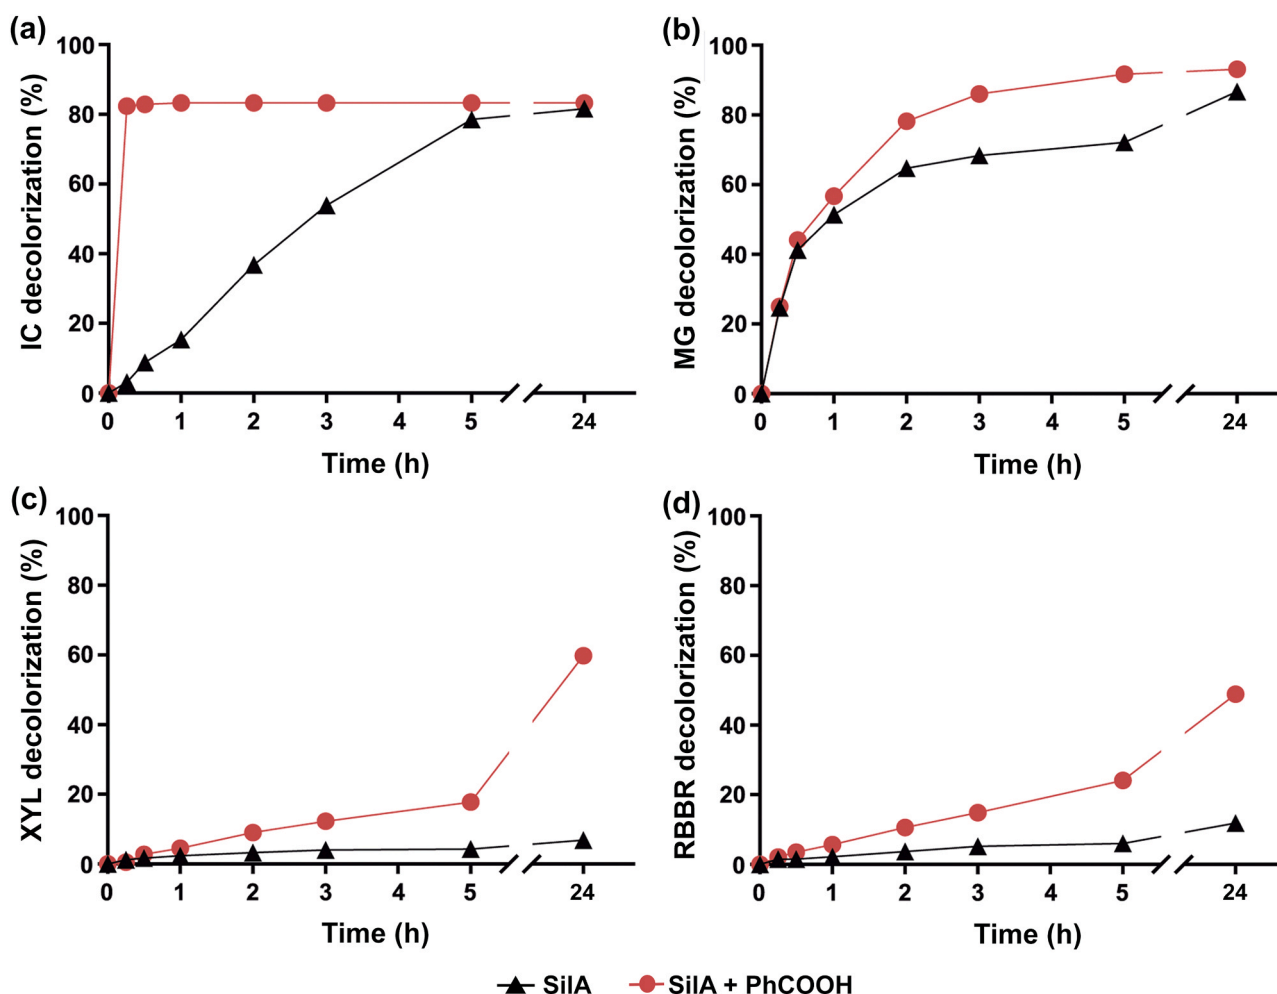 (a)
IC decolorization (%)
100
80
60
40
20
0
0 1 2 3 4 5 24
Time (h)
(b)
MG decolorization (%)
100
80
60
40
20
0
0 1 2 3 4 5 24
Time (h)
(c)
XYL decolorization (%)
100
80
60
40
20
0
0 1 2 3 4 5 24
Time (h)
(d)
RBBR decolorization (%)
100
80
60
40
20
0
0 1 2 3 4 5 24
Time (h)
SilA SilA + PhCOOH